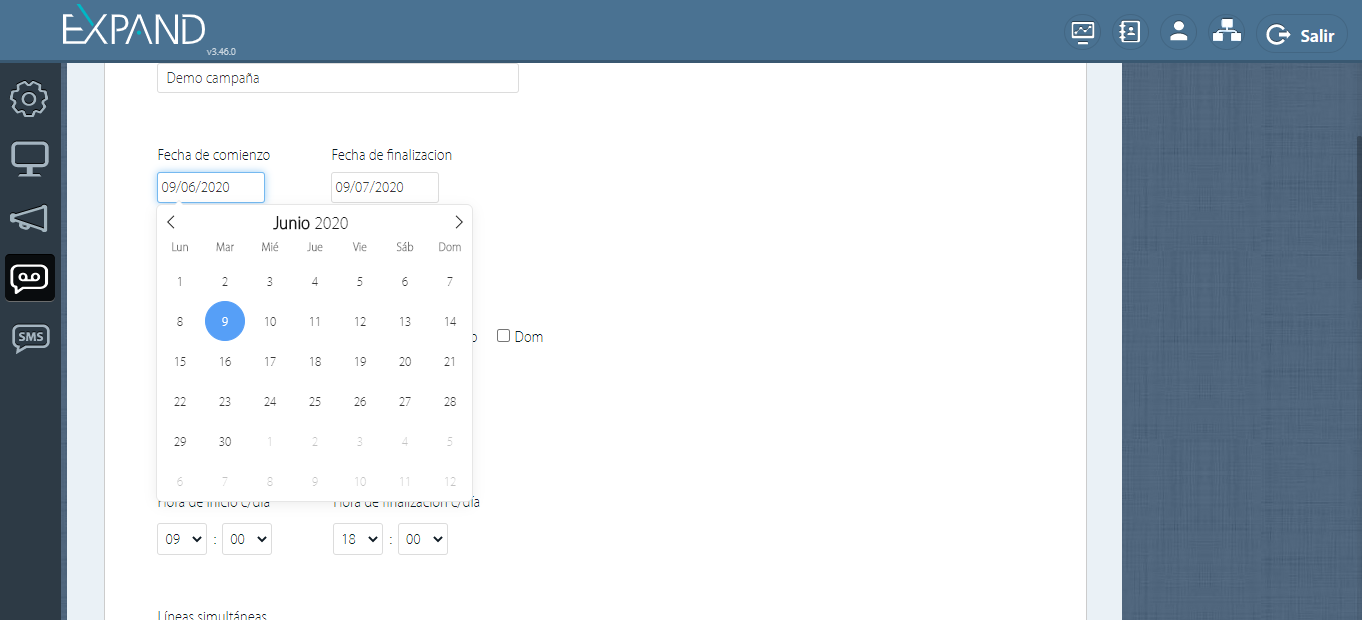 EXPAND
v3.46.0
Salir
Demo campaña
Fecha de comienzo Fecha de finalizacion
09/06/2020 09/07/2020
Junio 2020
Lun Mar Mié Jue Vie Sáb Dom
1 2 3 4 5 6 7
8 9 10 11 12 13 14
Dom
15 16 17 18 19 20 21
22 23 24 25 26 27 28
29 30 1 2 3 4 5
6 7 8 9 10 11 12
SMS
Hora de inicio c/día Hora de finalización c/día
09 : 00 18 : 00
Líneas simultáneas